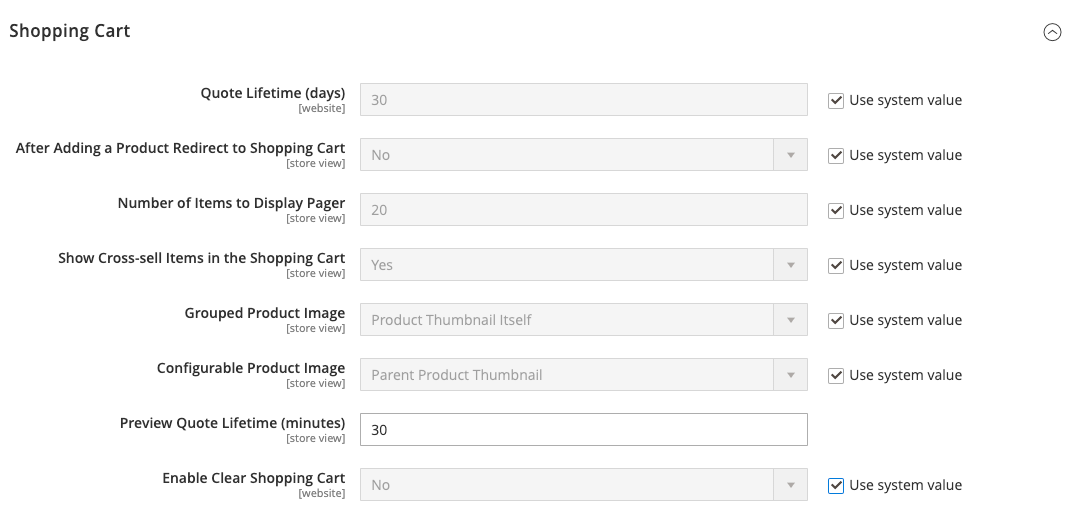 Shopping Cart
Quote Lifetime (days) 30 Use system value
[website]
After Adding a Product Redirect to Shopping Cart No Use system value
[store view]
Number of Items to Display Pager 20 Use system value
[store view]
Show Cross-sell Items in the Shopping Cart Yes Use system value
[store view]
Grouped Product Image Product Thumbnail Itself Use system value
[store view]
Configurable Product Image Parent Product Thumbnail Use system value
[store view]
Preview Quote Lifetime (minutes) 30
[store view]
Enable Clear Shopping Cart No Use system value
[website]